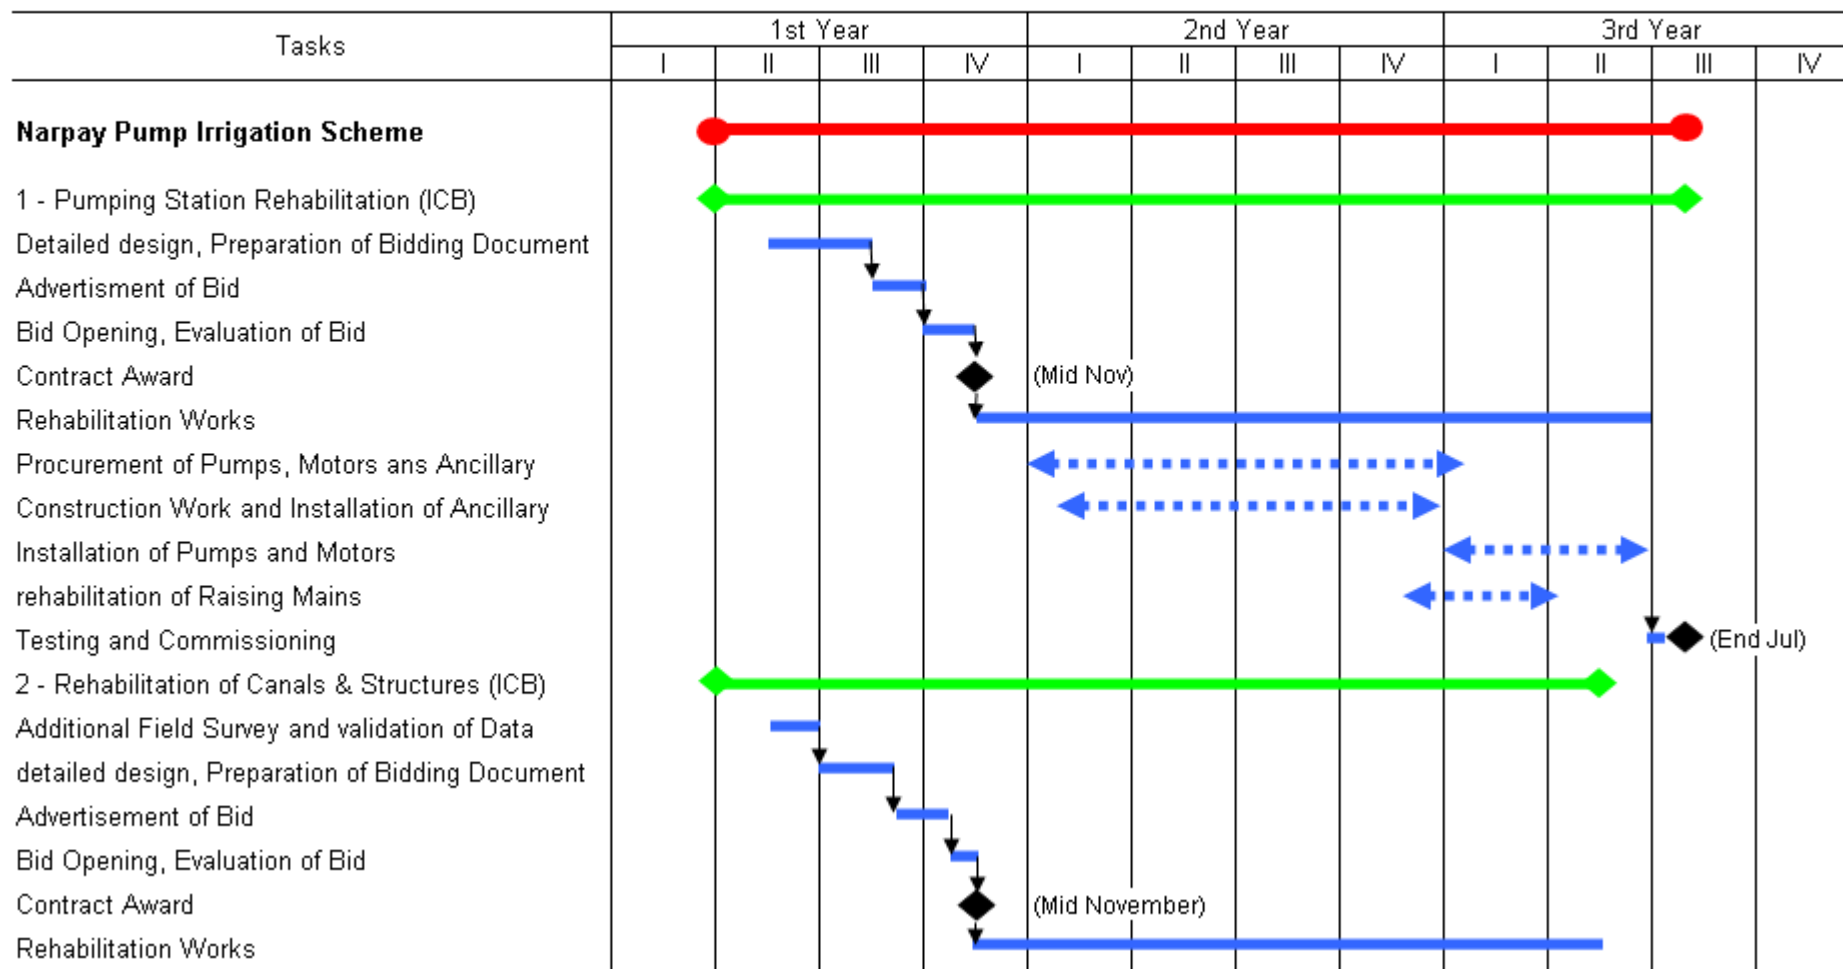 Tasks 1st Year 2nd Year 3rd Year
I II III IV I II III IV I II III IV
Narpay Pump Irrigation Scheme
1 - Pumping Station Rehabilitation (ICB)
Detailed design, Preparation of Bidding Document
Advertisment of Bid
Bid Opening, Evaluation of Bid
Contract Award (Mid Nov)
Rehabilitation Works
Procurement of Pumps, Motors ans Ancillary
Construction Work and Installation of Ancillary
Installation of Pumps and Motors
rehabilitation of Raising Mains
Testing and Commissioning (End Jul)
2 - Rehabilitation of Canals & Structures (ICB)
Additional Field Survey and validation of Data
detailed design, Preparation of Bidding Document
Advertisement of Bid
Bid Opening, Evaluation of Bid
Contract Award (Mid November)
Rehabilitation Works